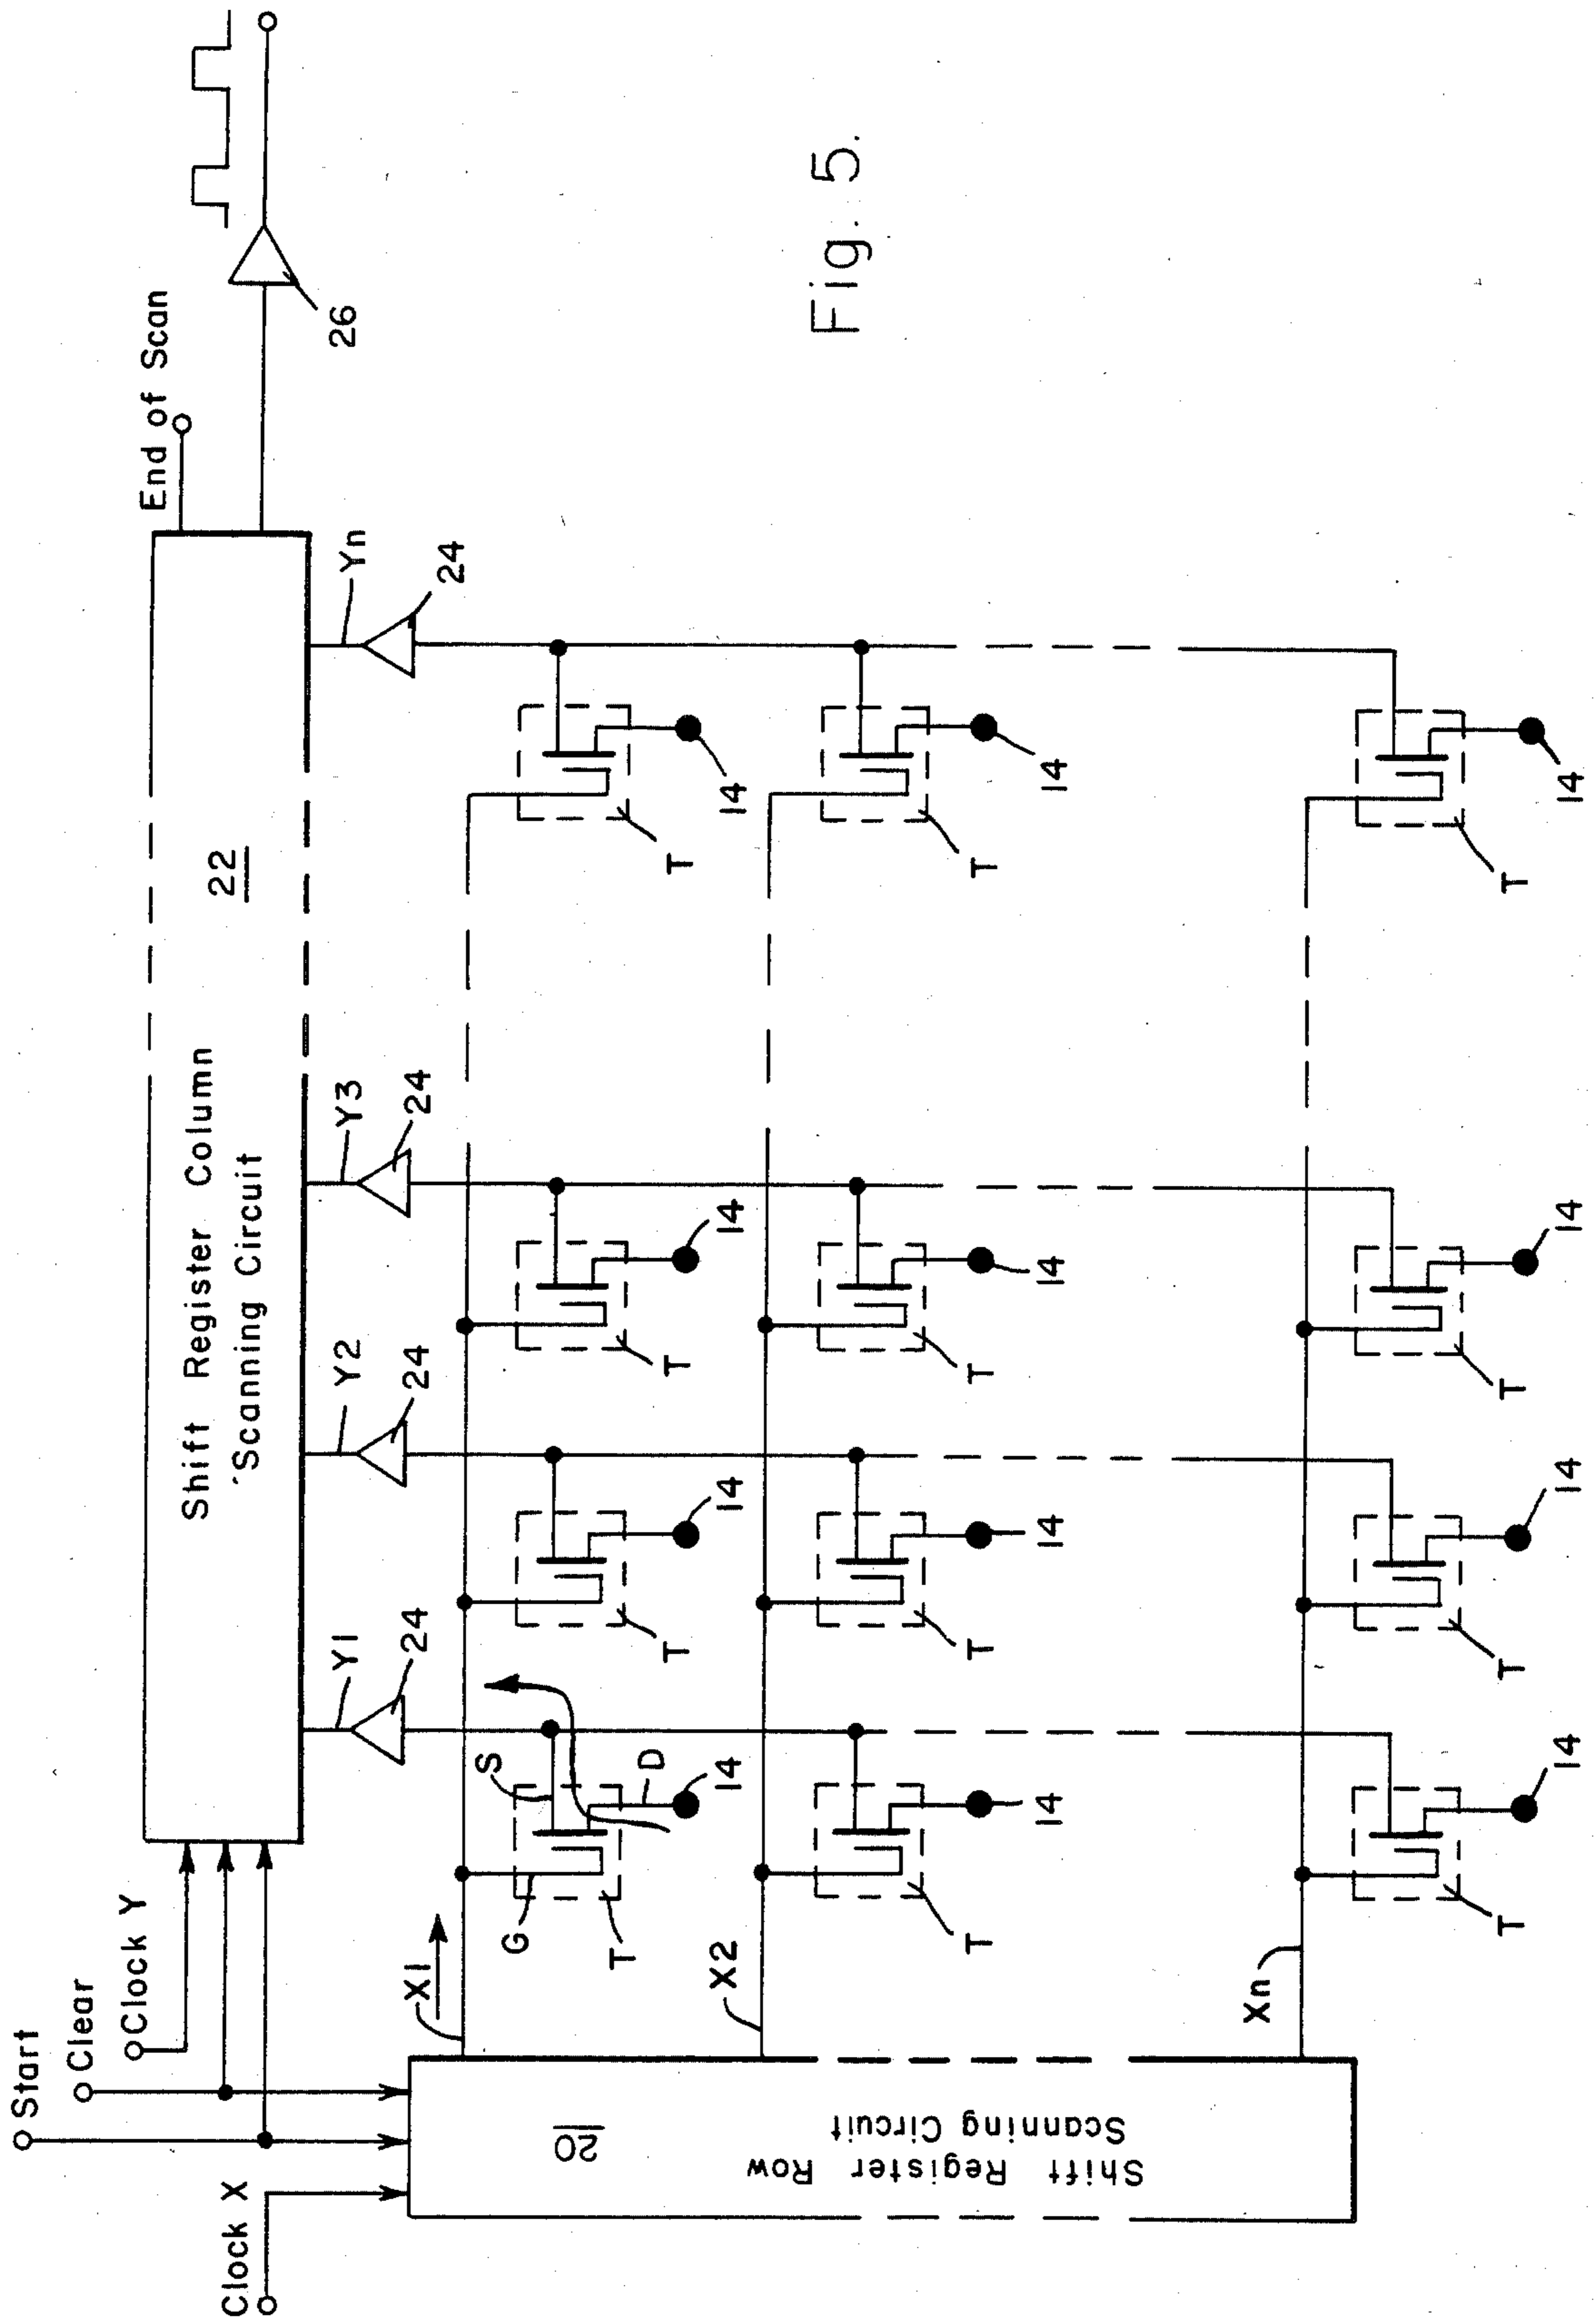 Start
Clear
Clock Y
Clock X
Shift Register Column
Scanning Circuit
22
End of Scan
26
Y1
Y2
Y3
Yn
24
24
24
24
Shift Register Row
Scanning Circuit
20
X1
G
S
D
T
14
T
14
T
14
T
14
X2
T
14
T
14
T
14
T
14
Xn
T
14
T
14
T
14
T
14
Fig. 5.